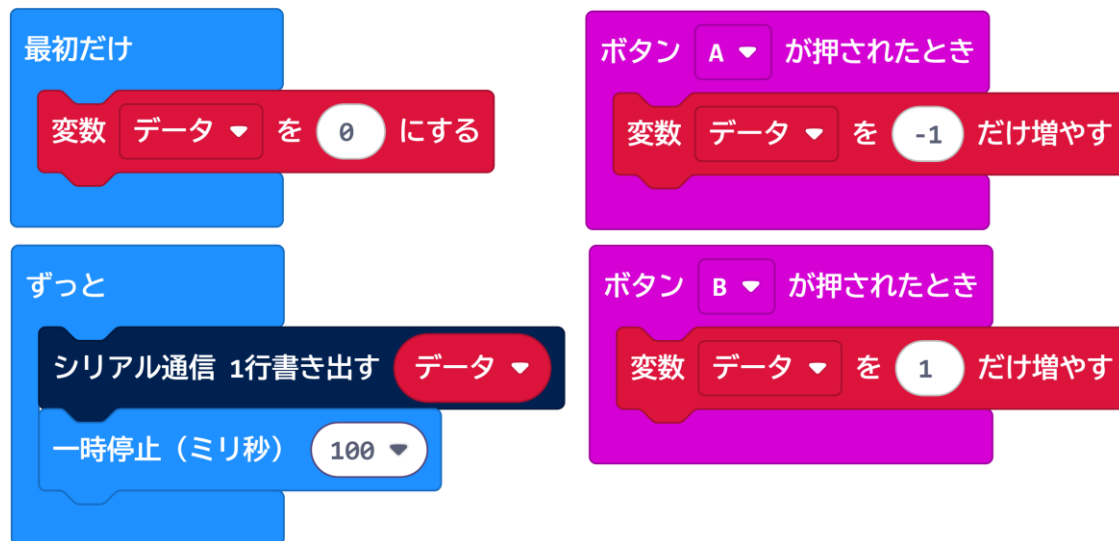 最初だけ
変数 データ を 0 にする
ボタン A が押されたとき
変数 データ を -1 だけ増やす
ずっと
シリアル通信 1行書き出す データ
一時停止（ミリ秒） 100
ボタン B が押されたとき
変数 データ を 1 だけ増やす